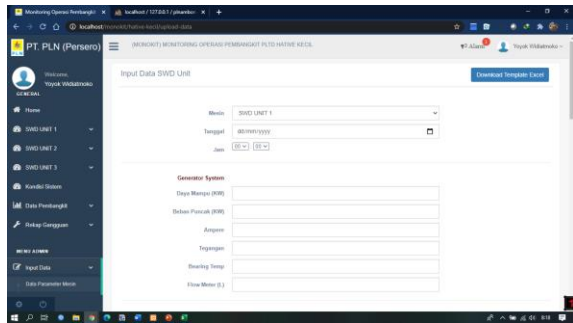 Monitoring Operasi Pembangkit
localhost / 127.0.0.1 / plnambon
localhost/monokit/hative-kecil/upload-data
PT. PLN (Persero)
(MONOKIT) MONITORING OPERASI PEMBANGKIT PLTD HATIVE KECIL
Alarm
Yoyok Widiatmoko
Welcome,
Yoyok Widiatmoko
GENERAL
Home
SWD UNIT 1
SWD UNIT 2
SWD UNIT 3
Kondisi Sistem
Data Pembangkit
Rekap Gangguan
MENU ADMIN
Input Data
Data Parameter Mesin
Input Data SWD Unit
Download Template Excel
Mesin
SWD UNIT 1
Tanggal
dd/mm/yyyy
Jam
00
00
Generator System
Daya Mampu (KW)
Beban Puncak (KW)
Ampere
Tegangan
Bearing Temp
Flow Meter (L)